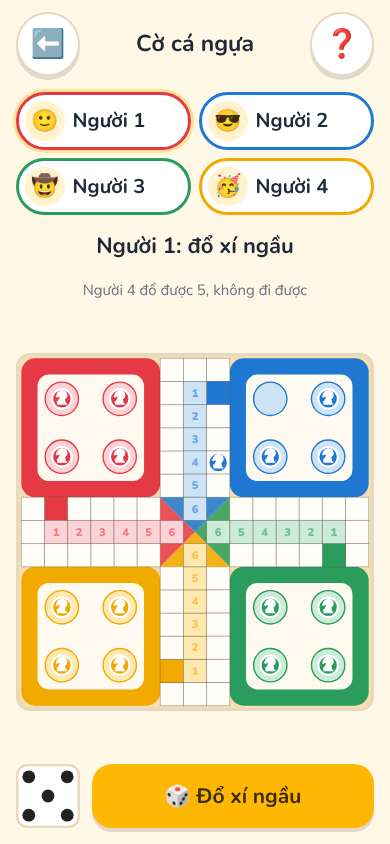 Cờ cá ngựa
Người 1
Người 2
Người 3
Người 4
Người 1: đổ xí ngầu
Người 4 đổ được 5, không đi được
1
2
3
4
5
6
1 2 3 4 5 6
6 5 4 3 2 1
6
5
4
3
2
1
Đổ xí ngầu